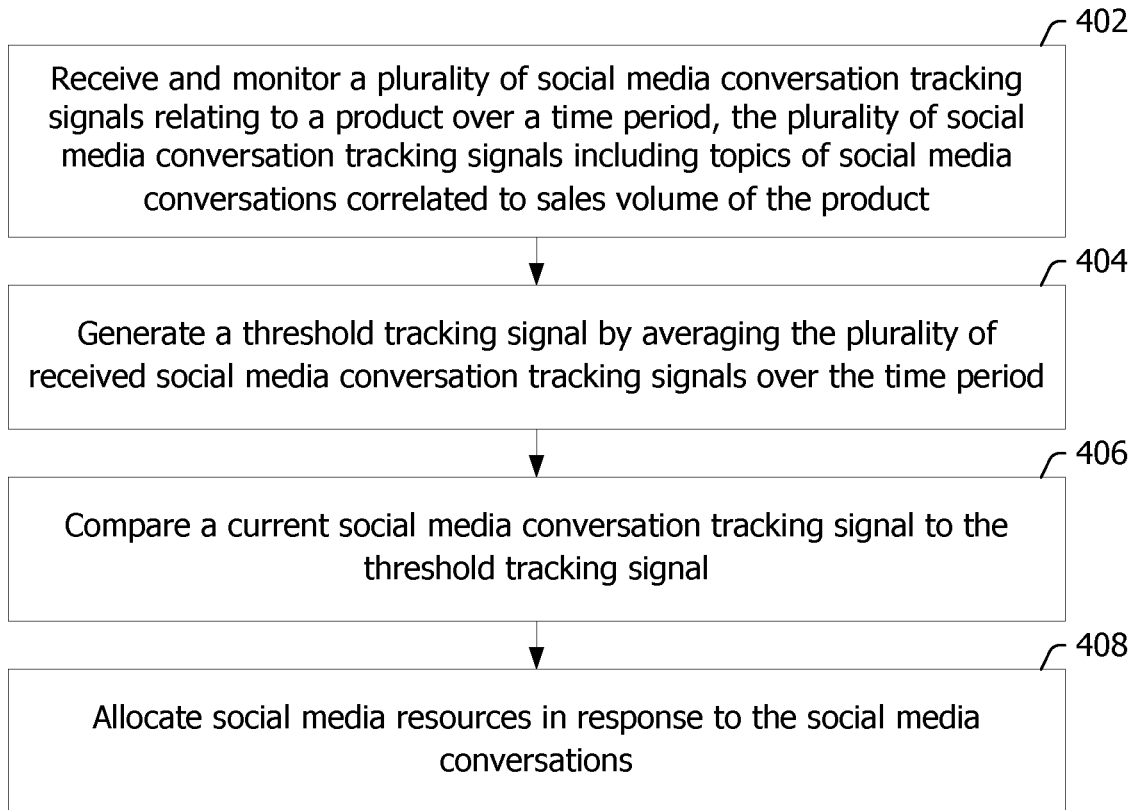 402
Receive and monitor a plurality of social media conversation tracking
signals relating to a product over a time period, the plurality of social
media conversation tracking signals including topics of social media
conversations correlated to sales volume of the product
404
Generate a threshold tracking signal by averaging the plurality of
received social media conversation tracking signals over the time period
406
Compare a current social media conversation tracking signal to the
threshold tracking signal
408
Allocate social media resources in response to the social media
conversations